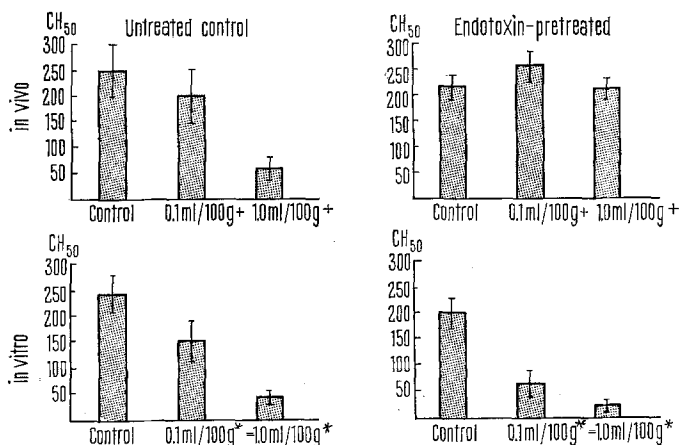 Untreated control
Endotoxin-pretreated
in vivo
CH50
300
250
200
150
100
50
Control 0.1ml/100g+ 1.0ml/100g+
CH50
300
250
200
150
100
50
Control 0.1ml/100g+ 1.0ml/100g+
in vitro
CH50
300
250
200
150
100
50
Control 0.1ml/100g* =1.0ml/100g*
CH50
300
250
200
150
100
50
Control 0.1ml/100g* =1.0ml/100g*